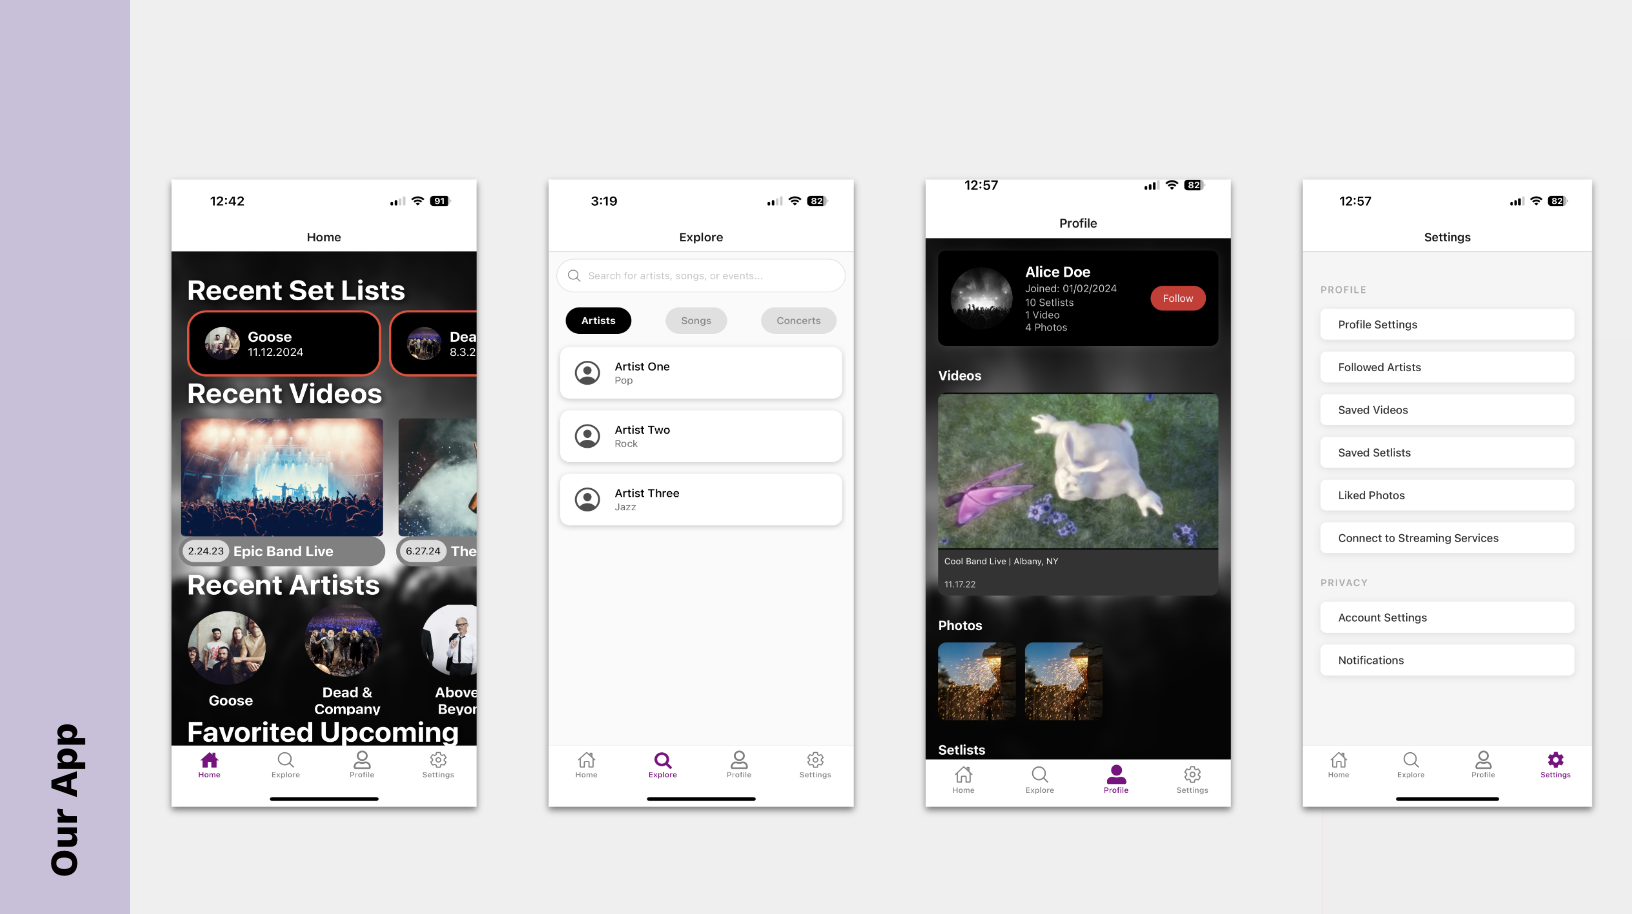 Our App
12:42
91
Home
Recent Set Lists
Goose
11.12.2024
Dea
8.3.2
Recent Videos
2.24.23 Epic Band Live
6.27.24 The
Recent Artists
Goose
Dead &
Company
Above
Beyon
Favorited Upcoming
Home Explore Profile Settings
3:19
82
Explore
Search for artists, songs, or events...
Artists Songs Concerts
Artist One
Pop
Artist Two
Rock
Artist Three
Jazz
Home Explore Profile Settings
12:57
82
Profile
Alice Doe
Joined: 01/02/2024
10 Setlists
1 Video
4 Photos
Follow
Videos
Cool Band Live | Albany, NY
11.17.22
Photos
Setlists
Home Explore Profile Settings
12:57
82
Settings
PROFILE
Profile Settings
Followed Artists
Saved Videos
Saved Setlists
Liked Photos
Connect to Streaming Services
PRIVACY
Account Settings
Notifications
Home Explore Profile Settings